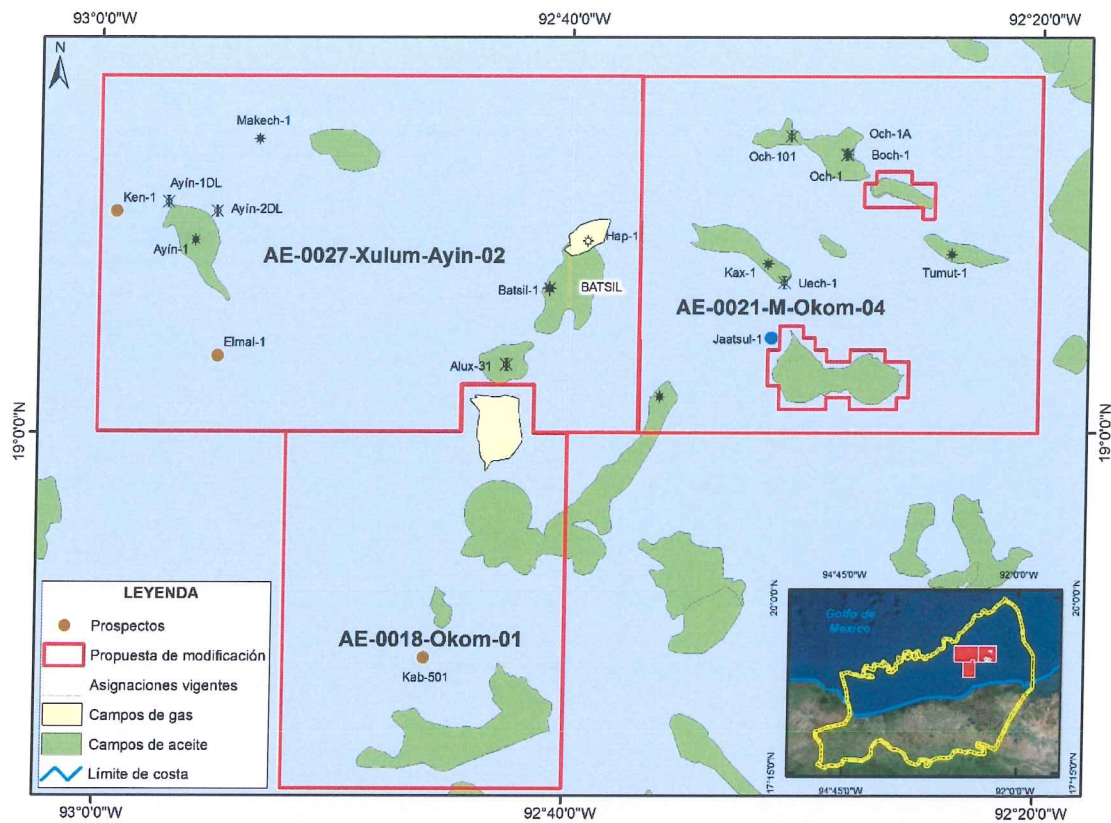 93°0'0"W
92°40'0"W
92°20'0"W
N
Makech-1
Och-1A
Och-101
Boch-1
Och-1
Ayín-1DL
Ken-1
Ayín-2DL
Ayín-1
Hap-1
AE-0027-Xulum-Ayin-02
Kax-1
Tumut-1
Uech-1
Batsil-1
BATSIL
AE-0021-M-Okom-04
Jaatsul-1
Elmal-1
Alux-31
19°0'0"N
19°0'0"N
LEYENDA
Prospectos
Propuesta de modificación
Asignaciones vigentes
Campos de gas
Campos de aceite
Límite de costa
AE-0018-Okom-01
Kab-501
94°45'0"W
92°0'0"W
20°0'0"N
20°0'0"N
Golfo de
Mexico
17°15'0"N
17°15'0"N
94°45'0"W
92°0'0"W
93°0'0"W
92°40'0"W
92°20'0"W